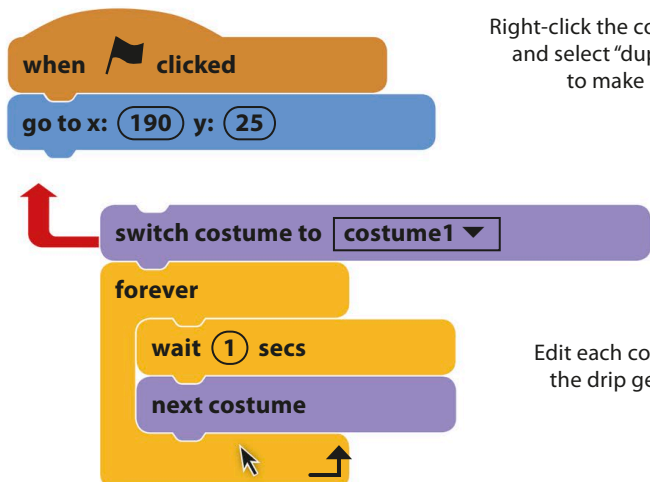 when clicked
go to x: 190 y: 25
Right-click the co
and select “dup
to make
switch costume to costume1
forever
wait 1 secs
next costume
Edit each co
the drip ge